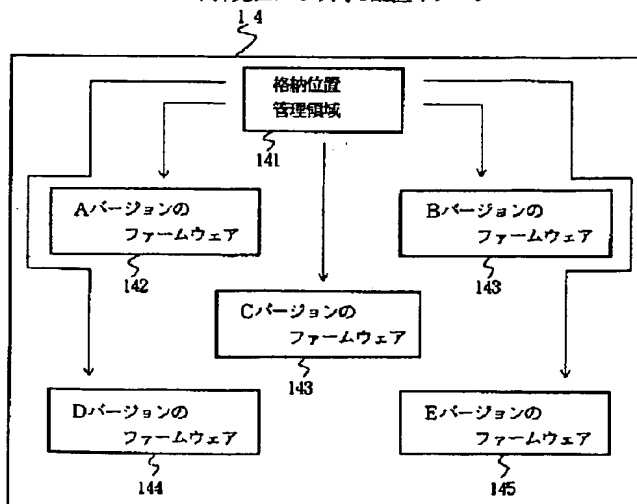 14
格納位置
管理領域
141
Aバージョンの
ファームウェア
142
Bバージョンの
ファームウェア
143
Cバージョンの
ファームウェア
143
Dバージョンの
ファームウェア
144
Eバージョンの
ファームウェア
145